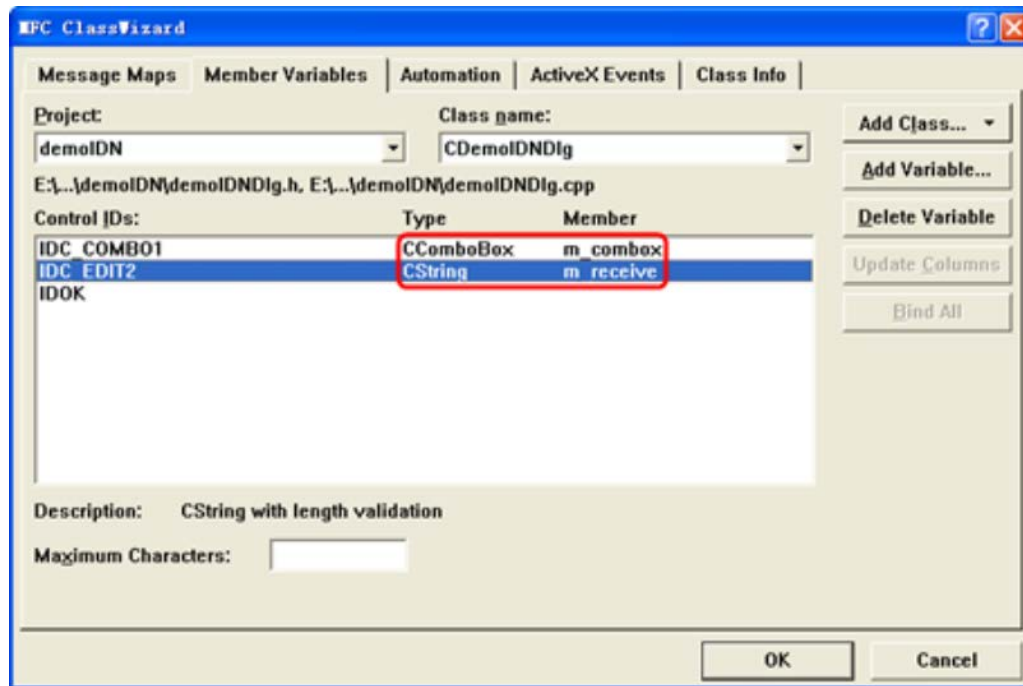 MFC ClassWizard
Message Maps Member Variables Automation ActiveX Events Class Info
Project: Class name:
Add Class...
demoIDN CDemoIDNDlg
Add Variable...
E:\...\demoIDN\demoIDNDlg.h, E:\...\demoIDN\demoIDNDlg.cpp
Control IDs: Type Member
Delete Variable
IDC_COMBO1 CComboBox m_combox
IDC_EDIT2 CString m_receive
Update Columns
IDOK
Bind All
Description: CString with length validation
Maximum Characters:
OK Cancel